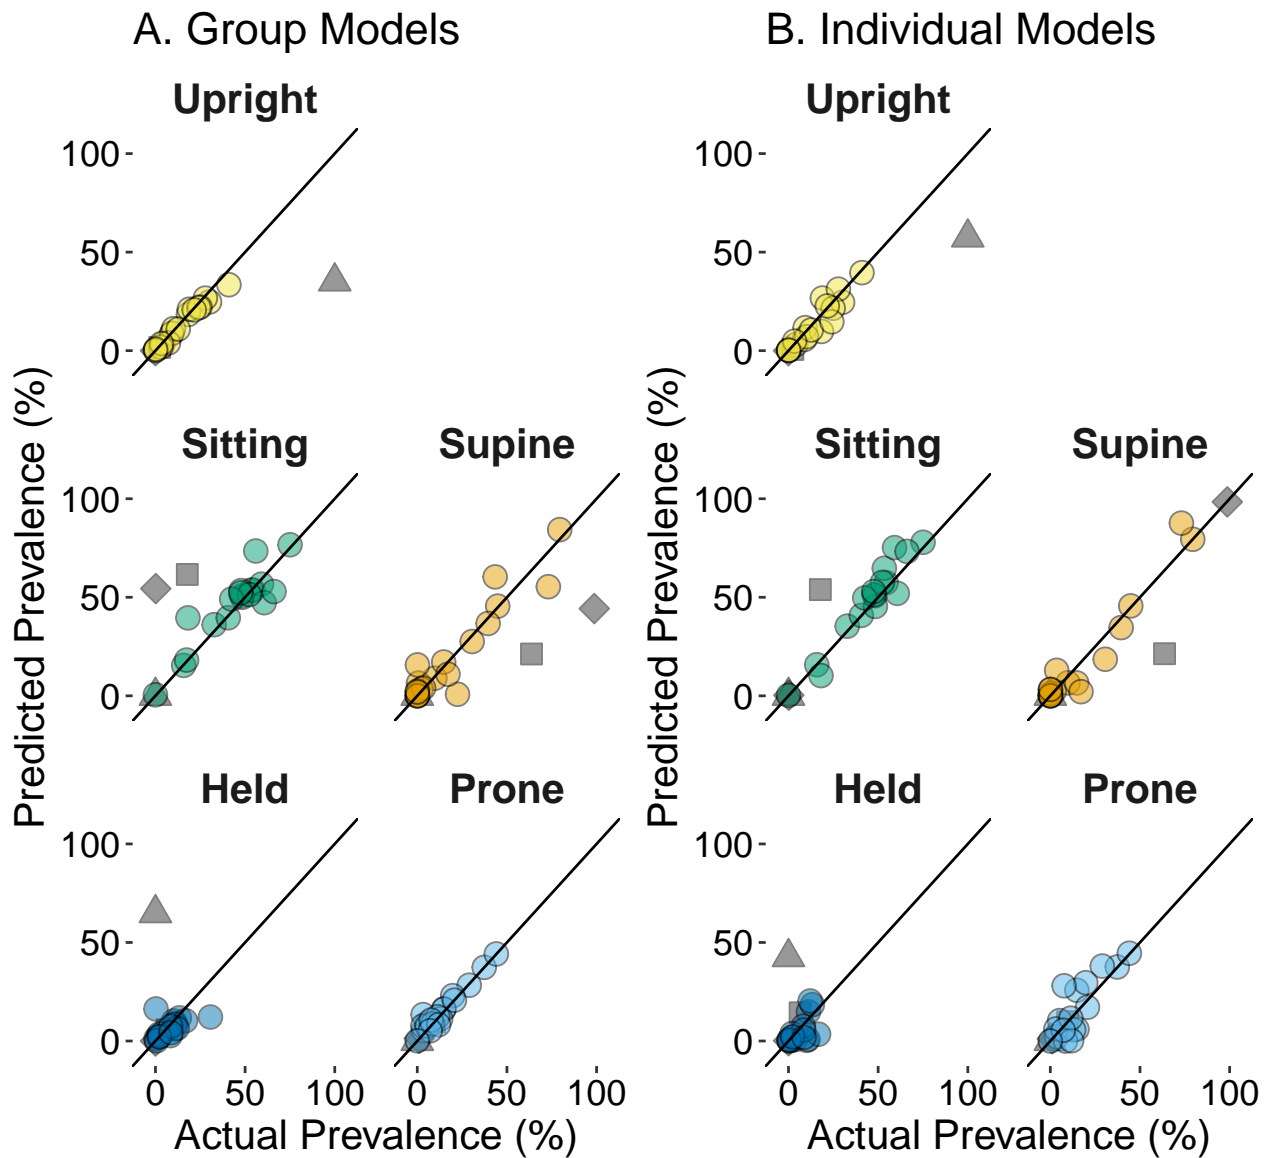 A. Group Models
Upright
100
50
0
Sitting
Supine
100
50
0
Held
Prone
100
50
0
0 50 100
0 50 100
Predicted Prevalence (%)
Actual Prevalence (%)
B. Individual Models
Upright
100
50
0
Sitting
Supine
100
50
0
Held
Prone
100
50
0
0 50 100
0 50 100
Predicted Prevalence (%)
Actual Prevalence (%)